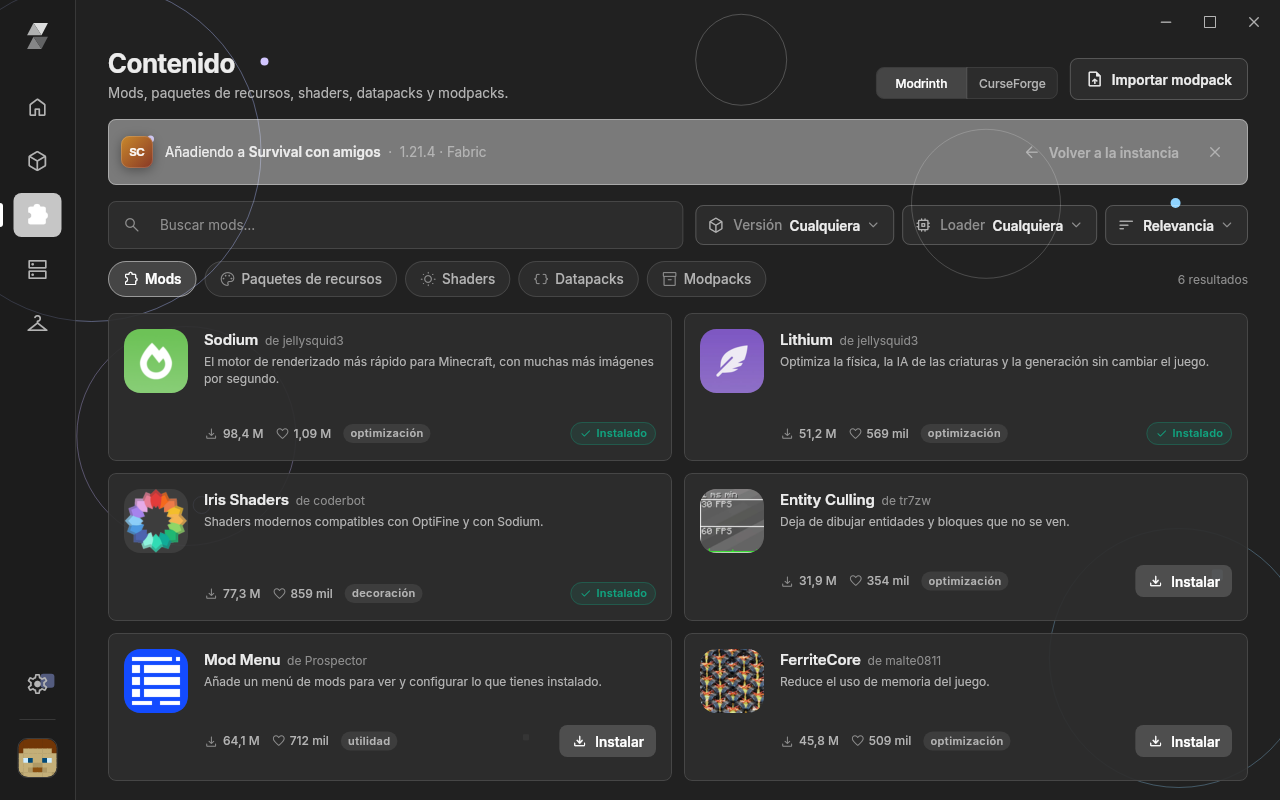 Contenido
Mods, paquetes de recursos, shaders, datapacks y modpacks.
Modrinth
CurseForge
Importar modpack
SC
Añadiendo a Survival con amigos · 1.21.4 · Fabric
Volver a la instancia
Buscar mods...
Versión Cualquiera
Loader Cualquiera
Relevancia
Mods
Paquetes de recursos
Shaders
Datapacks
Modpacks
6 resultados
Sodium de jellysquid3
El motor de renderizado más rápido para Minecraft, con muchas más imágenes
por segundo.
98,4 M
1,09 M
optimización
Instalado
Lithium de jellysquid3
Optimiza la física, la IA de las criaturas y la generación sin cambiar el juego.
51,2 M
569 mil
optimización
Instalado
Iris Shaders de coderbot
Shaders modernos compatibles con OptiFine y con Sodium.
77,3 M
859 mil
decoración
Instalado
30 FPS
60 FPS
Entity Culling de tr7zw
Deja de dibujar entidades y bloques que no se ven.
31,9 M
354 mil
optimización
Instalar
Mod Menu de Prospector
Añade un menú de mods para ver y configurar lo que tienes instalado.
64,1 M
712 mil
utilidad
Instalar
FerriteCore de malte0811
Reduce el uso de memoria del juego.
45,8 M
509 mil
optimización
Instalar